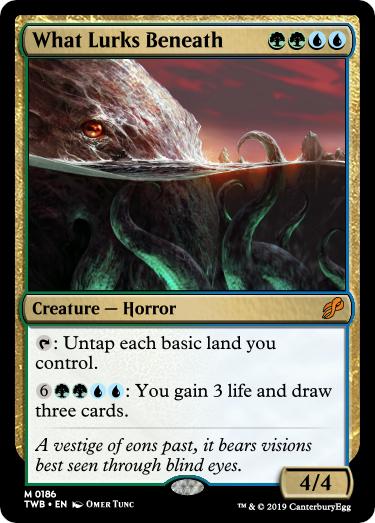 What Lurks Beneath
Creature — Horror
: Untap each basic land you
control.
6 : You gain 3 life and draw
three cards.
A vestige of eons past, it bears visions
best seen through blind eyes.
4/4
M 0186
TWB • EN Omer Tunc
™ & © 2019 CanterburyEgg